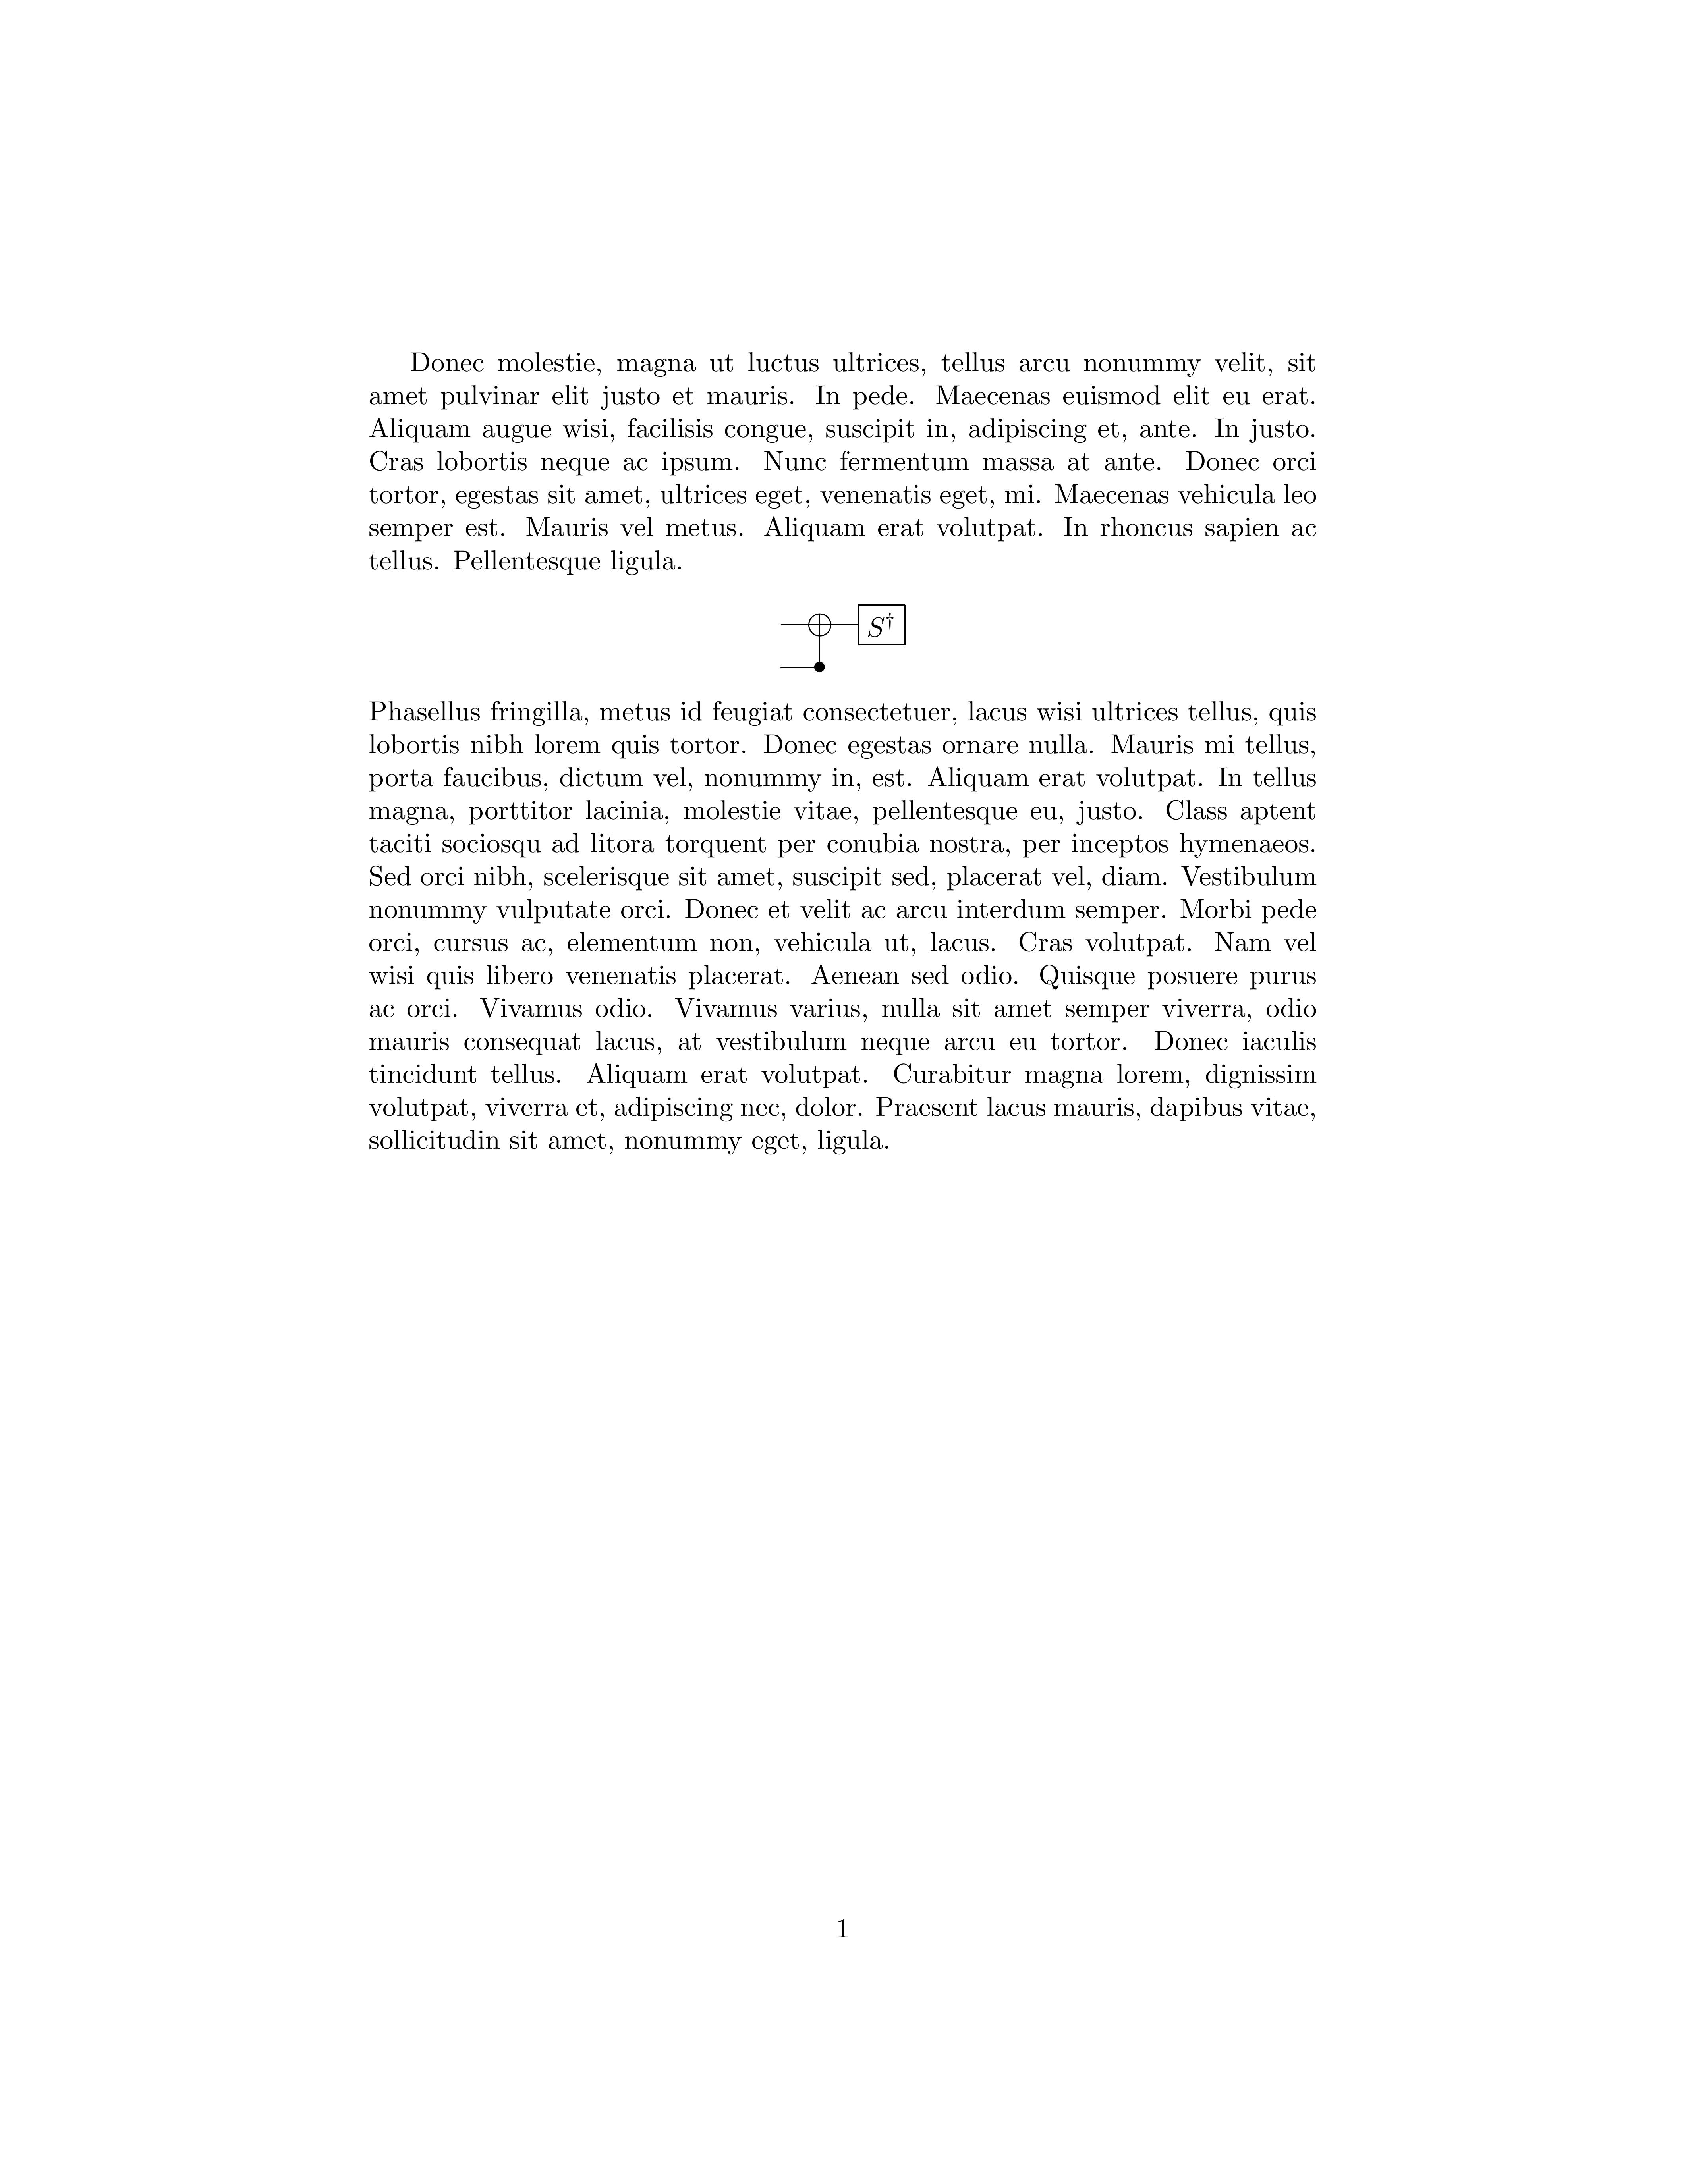 Donec molestie, magna ut luctus ultrices, tellus arcu nonummy velit, sit
amet pulvinar elit justo et mauris. In pede. Maecenas euismod elit eu erat.
Aliquam augue wisi, facilisis congue, suscipit in, adipiscing et, ante. In justo.
Cras lobortis neque ac ipsum. Nunc fermentum massa at ante. Donec orci
tortor, egestas sit amet, ultrices eget, venenatis eget, mi. Maecenas vehicula leo
semper est. Mauris vel metus. Aliquam erat volutpat. In rhoncus sapien ac
tellus. Pellentesque ligula.
S†
Phasellus fringilla, metus id feugiat consectetuer, lacus wisi ultrices tellus, quis
lobortis nibh lorem quis tortor. Donec egestas ornare nulla. Mauris mi tellus,
porta faucibus, dictum vel, nonummy in, est. Aliquam erat volutpat. In tellus
magna, porttitor lacinia, molestie vitae, pellentesque eu, justo. Class aptent
taciti sociosqu ad litora torquent per conubia nostra, per inceptos hymenaeos.
Sed orci nibh, scelerisque sit amet, suscipit sed, placerat vel, diam. Vestibulum
nonummy vulputate orci. Donec et velit ac arcu interdum semper. Morbi pede
orci, cursus ac, elementum non, vehicula ut, lacus. Cras volutpat. Nam vel
wisi quis libero venenatis placerat. Aenean sed odio. Quisque posuere purus
ac orci. Vivamus odio. Vivamus varius, nulla sit amet semper viverra, odio
mauris consequat lacus, at vestibulum neque arcu eu tortor. Donec iaculis
tincidunt tellus. Aliquam erat volutpat. Curabitur magna lorem, dignissim
volutpat, viverra et, adipiscing nec, dolor. Praesent lacus mauris, dapibus vitae,
sollicitudin sit amet, nonummy eget, ligula.
1